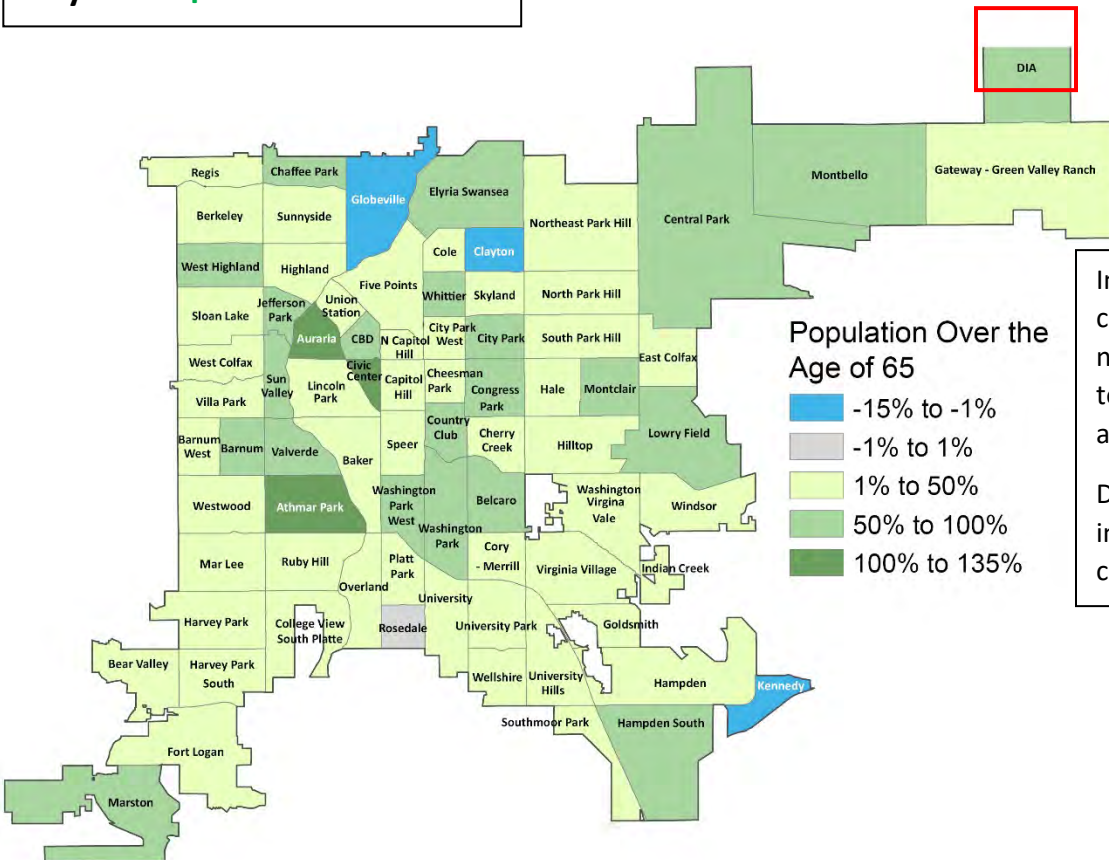 DIA
Regis
Chaffee Park
Globeville
Elyria Swansea
Montbello
Gateway - Green Valley Ranch
Berkeley
Sunnyside
Northeast Park Hill
Central Park
West Highland
Highland
Cole
Clayton
Five Points
Whittier
Skyland
North Park Hill
Sloan Lake
Jefferson
Park
Union
Station
Auraria
CBD
N Capitol
Hill
City Park
West
City Park
South Park Hill
East Colfax
West Colfax
Sun
Valley
Lincoln
Park
Civic
Center
Capitol
Hill
Cheesman
Park
Congress
Park
Hale
Montclair
Villa Park
Country
Club
Cherry
Creek
Hilltop
Lowry Field
Barnum
West
Barnum
Valverde
Baker
Speer
Westwood
Athmar Park
Washington
Park
West
Washington
Park
Belcaro
Washington
Virgina
Vale
Windsor
Mar Lee
Ruby Hill
Overland
Platt
Park
Cory
- Merrill
Virginia Village
Indian Creek
University
Harvey Park
College View
South Platte
Rosedale
University Park
Goldsmith
Bear Valley
Harvey Park
South
Wellshire
University
Hills
Hampden
Kennedy
Southmoor Park
Hampden South
Fort Logan
Marston
Population Over the
Age of 65
-15% to -1%
-1% to 1%
1% to 50%
50% to 100%
100% to 135%